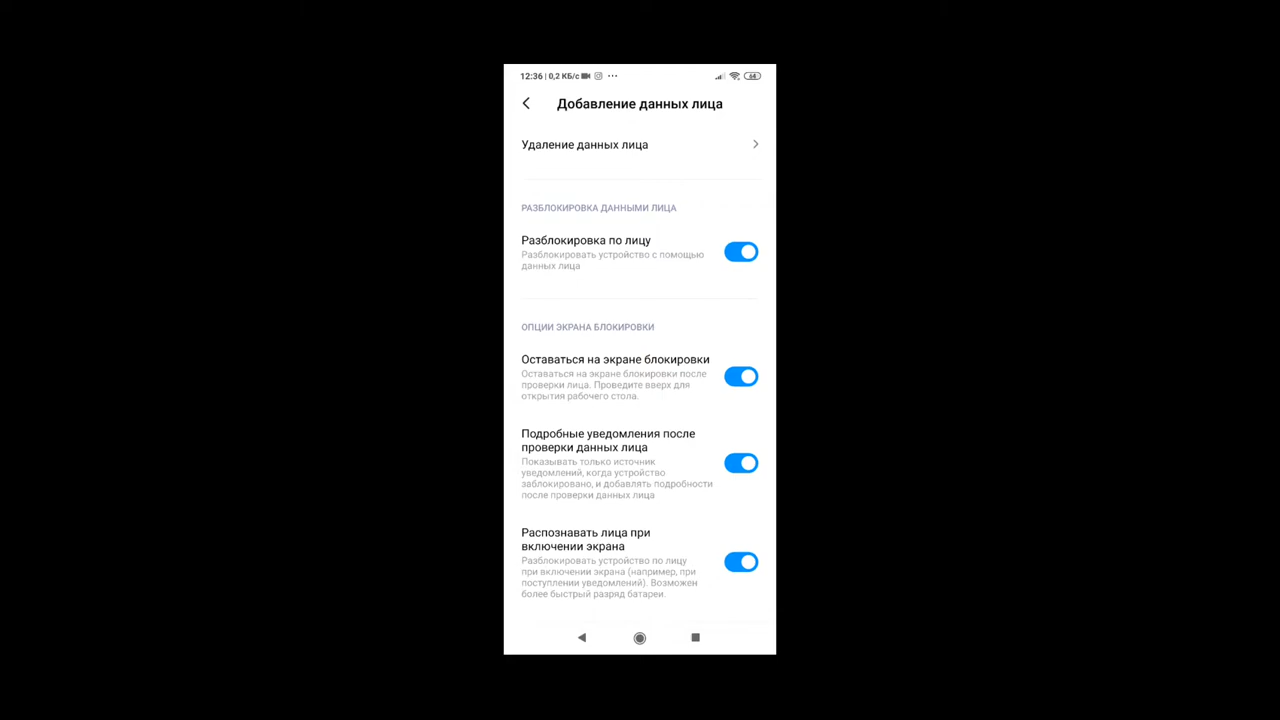 12:36 | 0,2 КБ/с ... 64
Добавление данных лица
Удаление данных лица
РАЗБЛОКИРОВКА ДАННЫМИ ЛИЦА
Разблокировка по лицу
Разблокировать устройство с помощью
данных лица
ОПЦИИ ЭКРАНА БЛОКИРОВКИ
Оставаться на экране блокировки
Оставаться на экране блокировки после
проверки лица. Проведите вверх для
открытия рабочего стола.
Подробные уведомления после
проверки данных лица
Показывать только источник
уведомлений, когда устройство
заблокировано, и добавлять подробности
после проверки данных лица
Распознавать лица при
включении экрана
Разблокировать устройство по лицу
при включении экрана (например, при
поступлении уведомлений). Возможен
более быстрый разряд батареи.